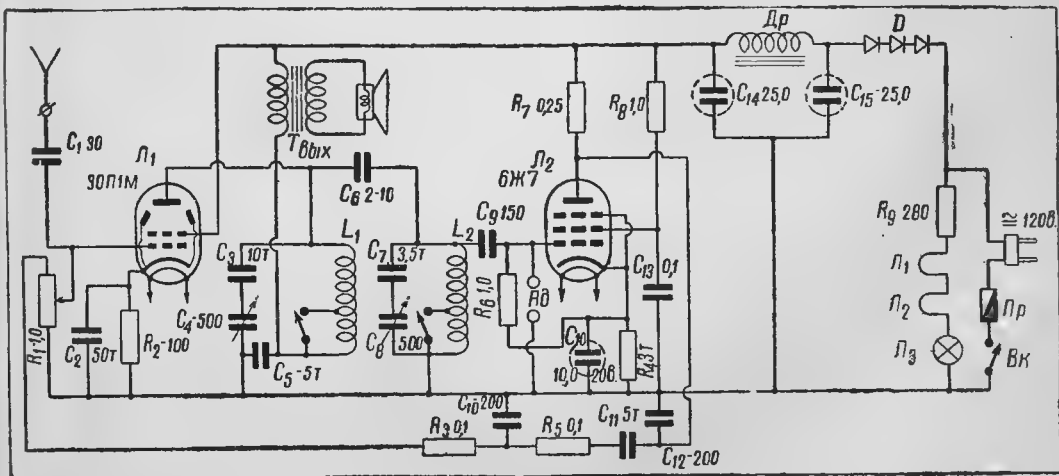 Др
D
C14 25,0
C15-25,0
R7 0,25
R8 1,0
C1 30
Л1
30П1М
Tвых
C6 2-10
Л2
6Ж7
R9 280
≅ 120в.
C3 10т
L1
C7 3,5т
L2
C9 150
C13 0,1
Л1
R1-1,0
C2 50т
R2-100
C4-500
C8 500
R6 1,0
Rд
C10 10,0 20в.
R4 3т
Л2
Пр
C5-5т
Л3
Вк
C10-200
C11 5т
R3 0,1
R5 0,1
C12-200